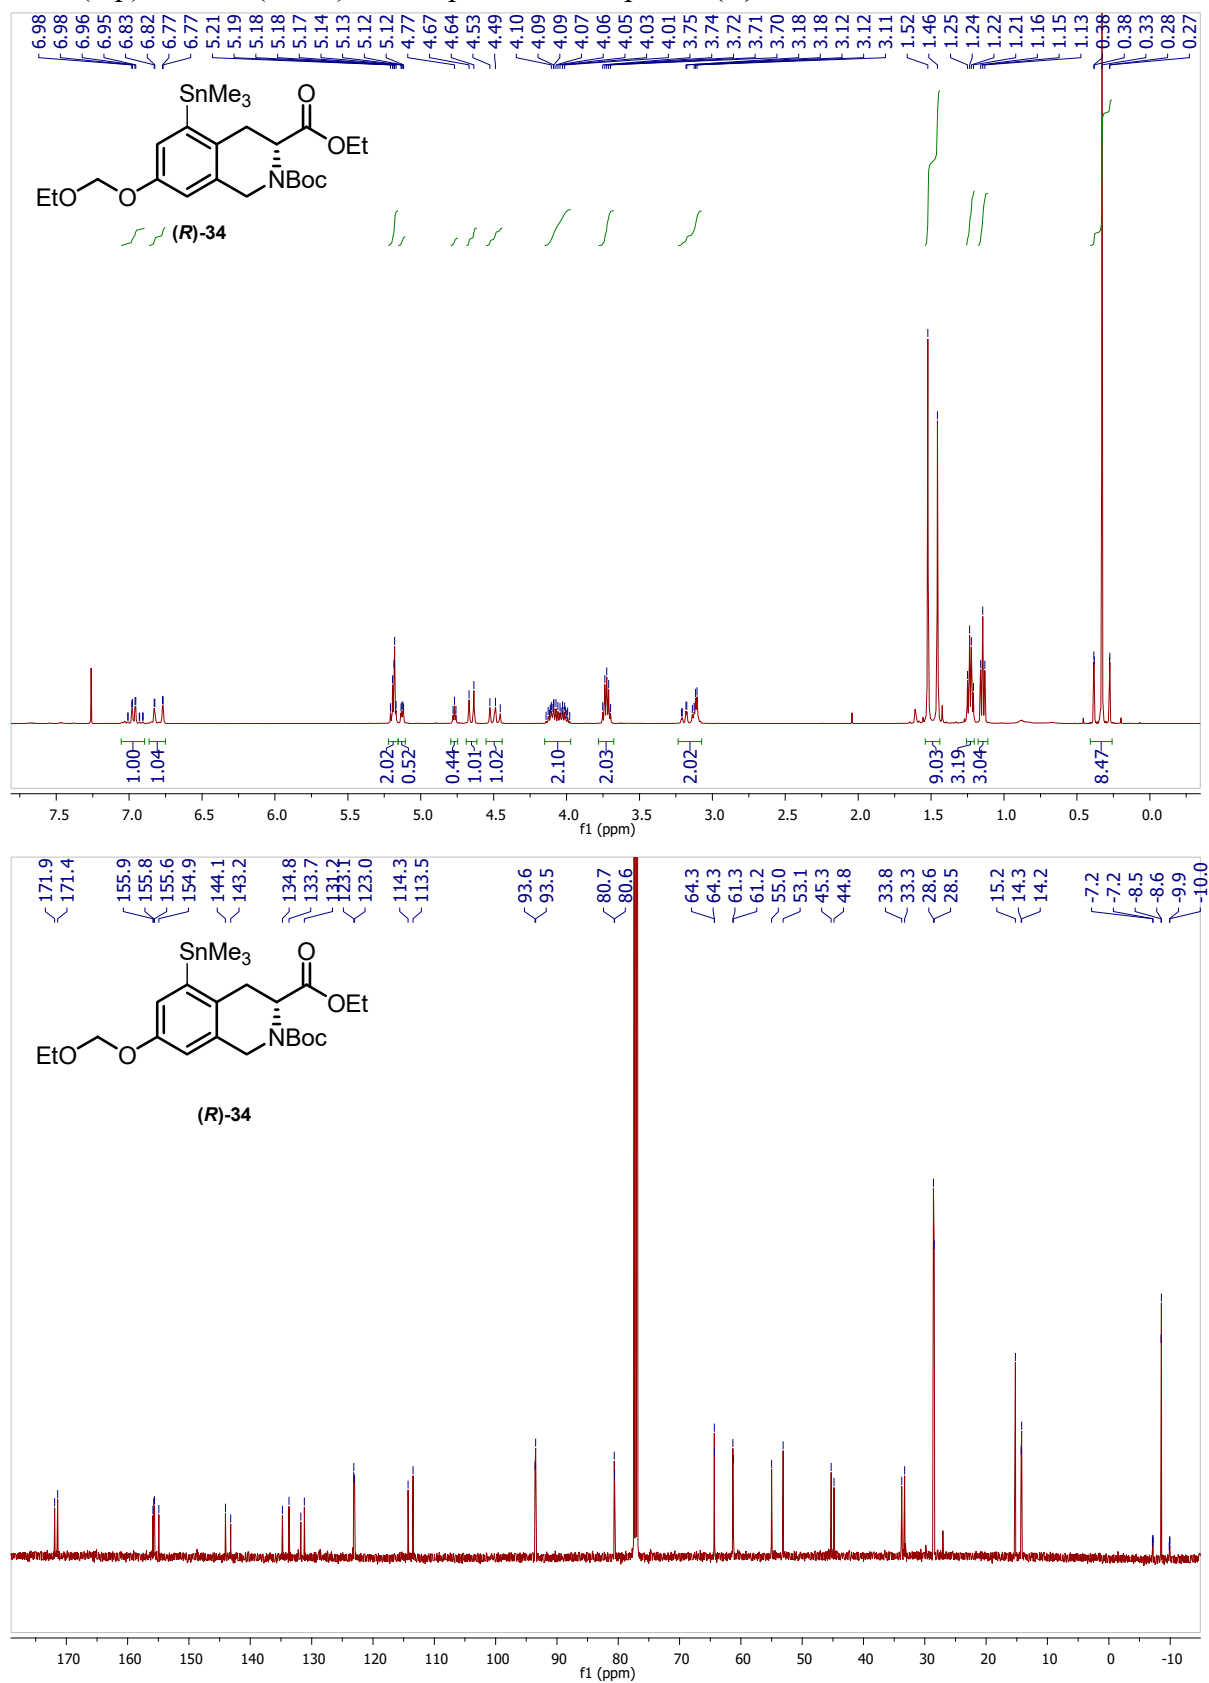 6.98 6.98 6.96 6.95 6.83 6.82 6.77 6.77 5.21 5.19 5.18 5.18 5.17 5.14 5.13 5.12 5.12 4.77 4.67 4.64 4.53 4.49 4.10 4.09 4.09 4.07 4.06 4.05 4.03 4.01 3.75 3.74 3.72 3.71 3.70 3.18 3.18 3.12 3.12 3.11 1.52 1.46 1.25 1.24 1.22 1.21 1.16 1.15 1.13 0.38 0.38 0.33 0.28 0.27
SnMe3
O
OEt
NBoc
EtO O
(R)-34
1.00 1.04 2.02 0.52 0.44 1.01 1.02 2.10 2.03 2.02 9.03 3.19 3.04 8.47
7.5 7.0 6.5 6.0 5.5 5.0 4.5 4.0 3.5 3.0 2.5 2.0 1.5 1.0 0.5 0.0
f1 (ppm)
171.9 171.4 155.9 155.8 155.6 154.9 144.1 143.2 134.8 133.7 131.2 123.1 123.0 114.3 113.5 93.6 93.5 80.7 80.6 64.3 64.3 61.3 61.2 55.0 53.1 45.3 44.8 33.8 33.3 28.6 28.5 15.2 14.3 14.2 -7.2 -7.2 -8.5 -8.6 -9.9 -10.0
SnMe3
O
OEt
NBoc
EtO O
(R)-34
170 160 150 140 130 120 110 100 90 80 70 60 50 40 30 20 10 0 -10
f1 (ppm)